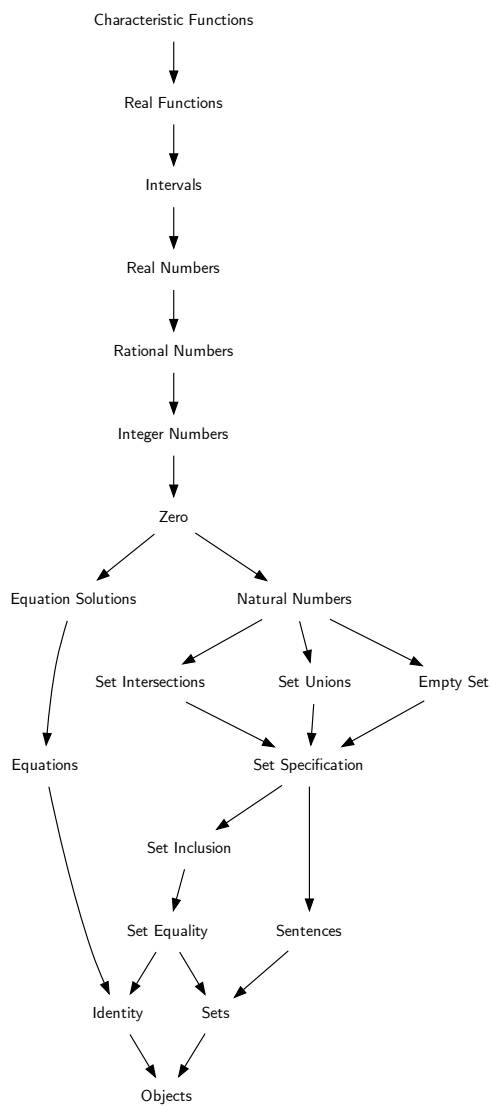 Characteristic Functions
Real Functions
Intervals
Real Numbers
Rational Numbers
Integer Numbers
Zero
Equation Solutions
Natural Numbers
Set Intersections
Set Unions
Empty Set
Equations
Set Specification
Set Inclusion
Set Equality
Sentences
Identity
Sets
Objects